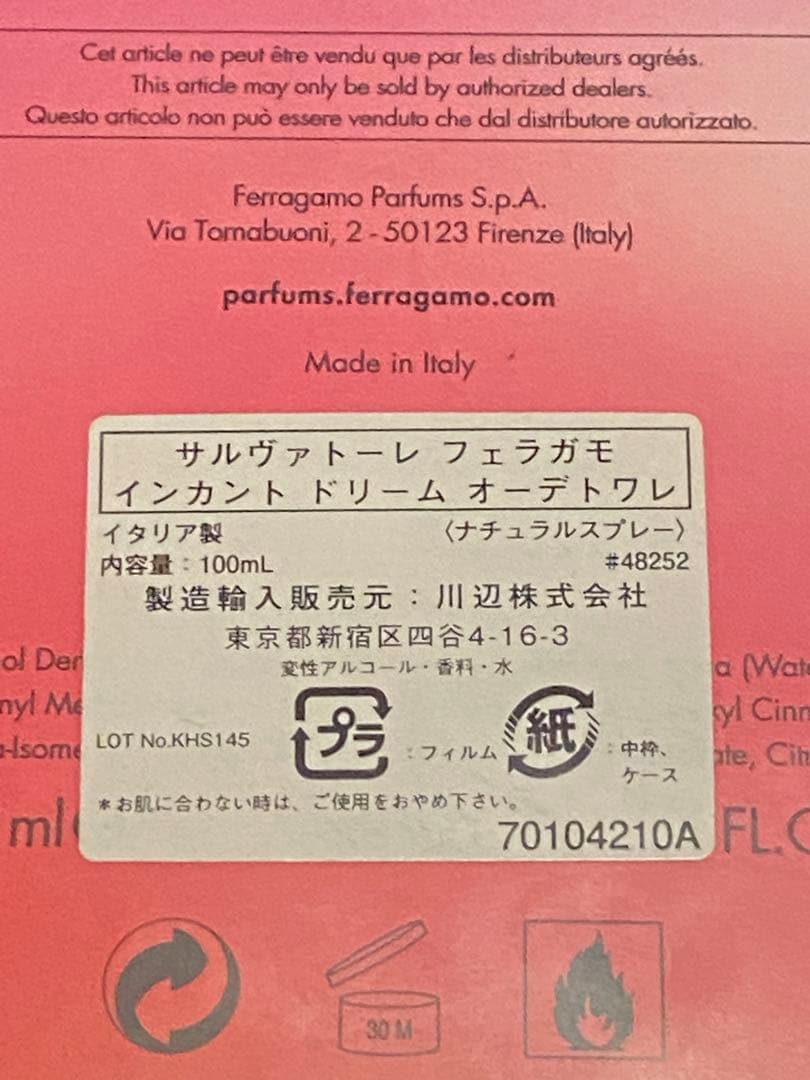 Cet article ne peut être vendu que par les distributeurs agréés.
This article may only be sold by authorized dealers.
Questo articolo non può essere venduto che dal distributore autorizzato.
Ferragamo Parfums S.p.A.
Via Tornabuoni, 2 - 50123 Firenze (Italy)
parfums.ferragamo.com
Made in Italy
サルヴァトーレ フェラガモ
インカント ドリーム オーデトワレ
イタリア製 〈ナチュラルスプレー〉
内容量：100mL #48252
製造輸入販売元：川辺株式会社
東京都新宿区四谷4-16-3
変性アルコール・香料・水
LOT No.KHS145 プラ：フィルム 紙：中枠、
ケース
＊お肌に合わない時は、ご使用をおやめ下さい。
70104210A
ml FL.
30 M